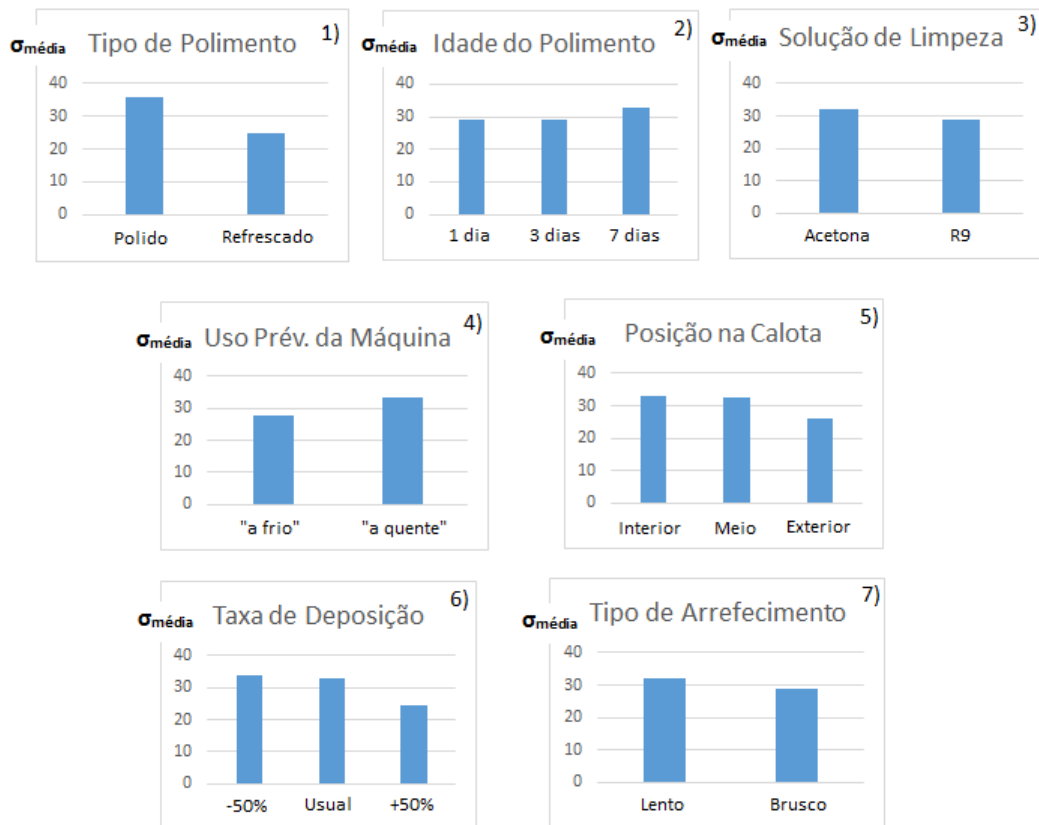 σmédia Tipo de Polimento 1)
40
30
20
10
0
Polido Refrescado
σmédia Idade do Polimento 2)
40
30
20
10
0
1 dia 3 dias 7 dias
σmédia Solução de Limpeza 3)
40
30
20
10
0
Acetona R9
σmédia Uso Prév. da Máquina 4)
40
30
20
10
0
"a frio" "a quente"
σmédia Posição na Calota 5)
40
30
20
10
0
Interior Meio Exterior
σmédia Taxa de Deposição 6)
40
30
20
10
0
-50% Usual +50%
σmédia Tipo de Arrefecimento 7)
40
30
20
10
0
Lento Brusco